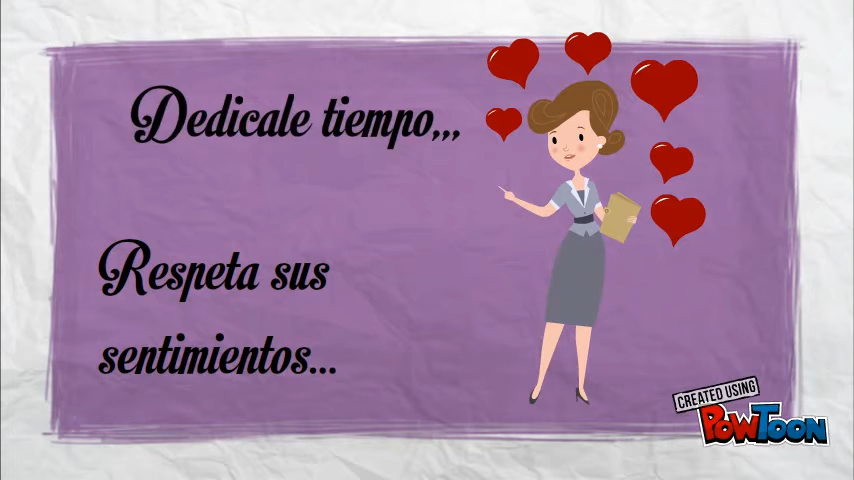 Dedicale tiempo,,,
Respeta sus
sentimientos...
CREATED USING
POWTOON